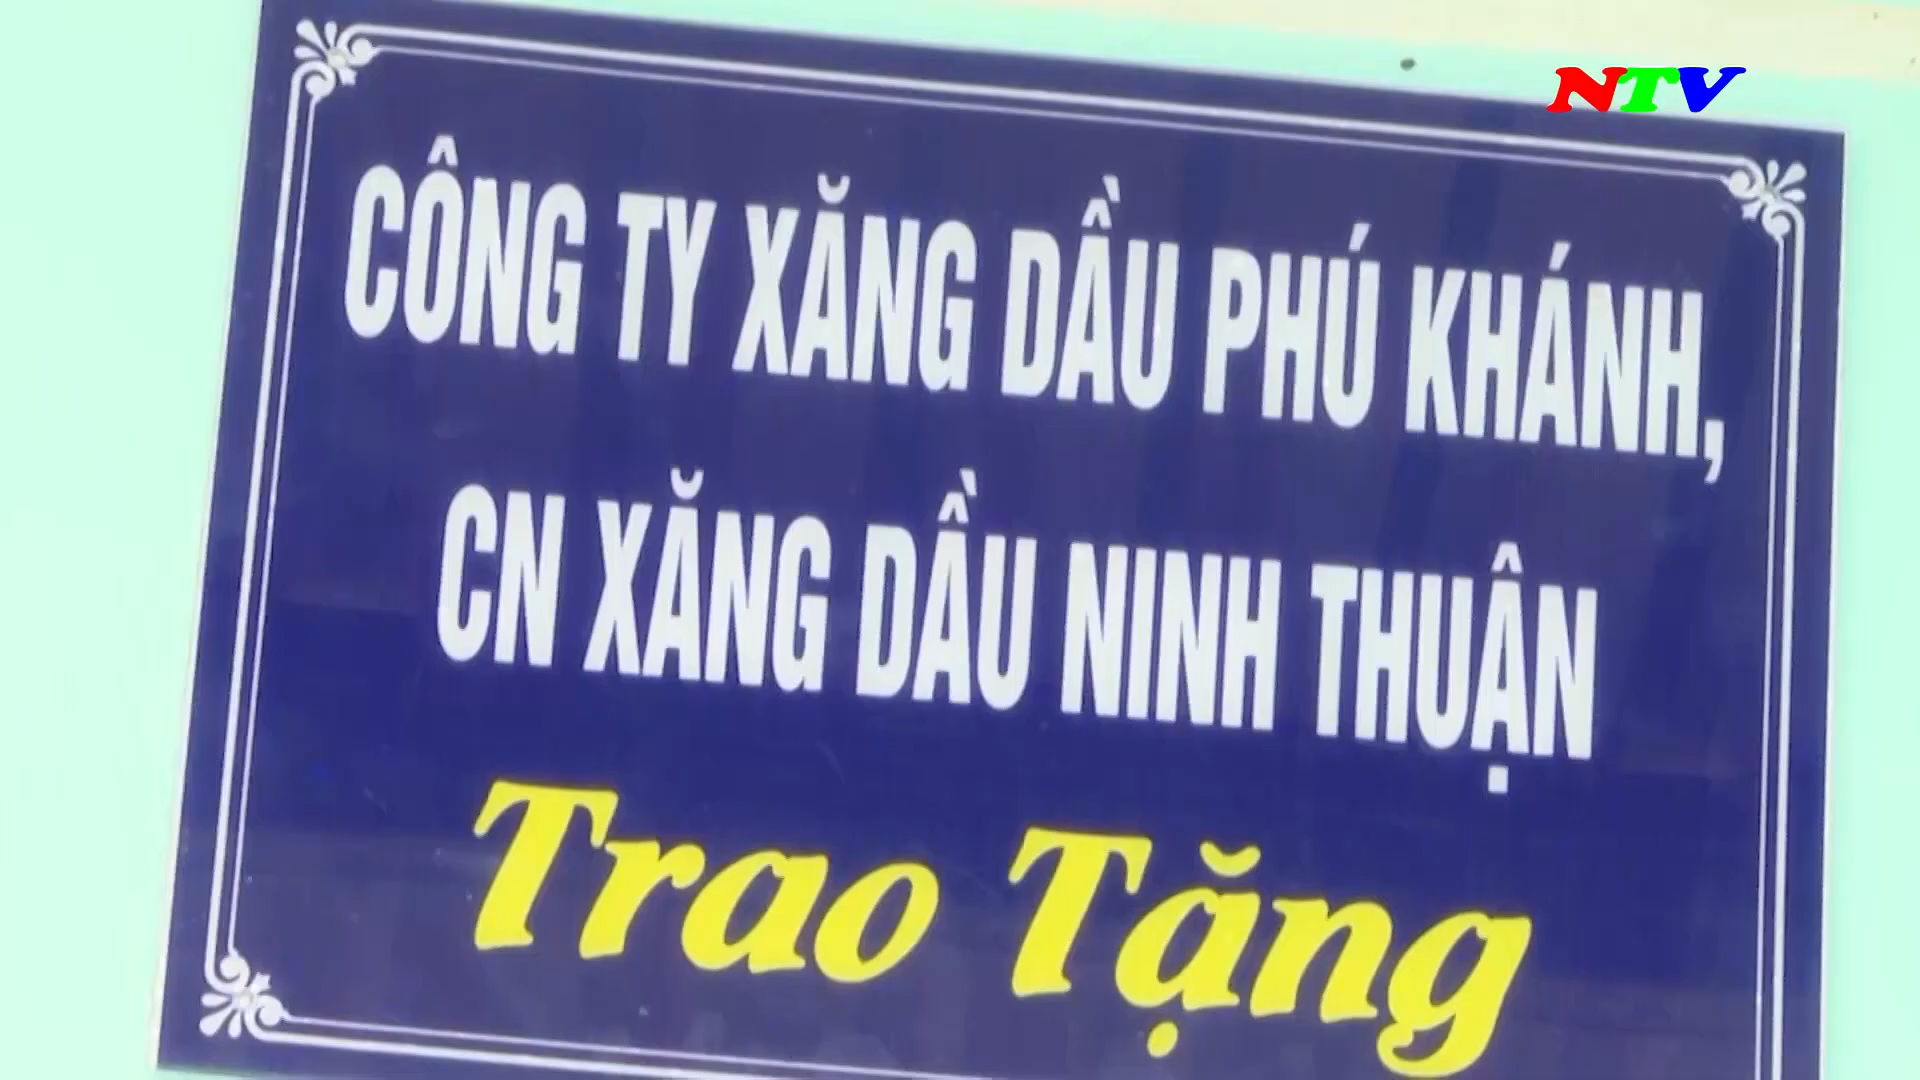 NTV
CÔNG TY XĂNG DẦU PHÚ KHÁNH,
CN XĂNG DẦU NINH THUẬN
Trao Tặng